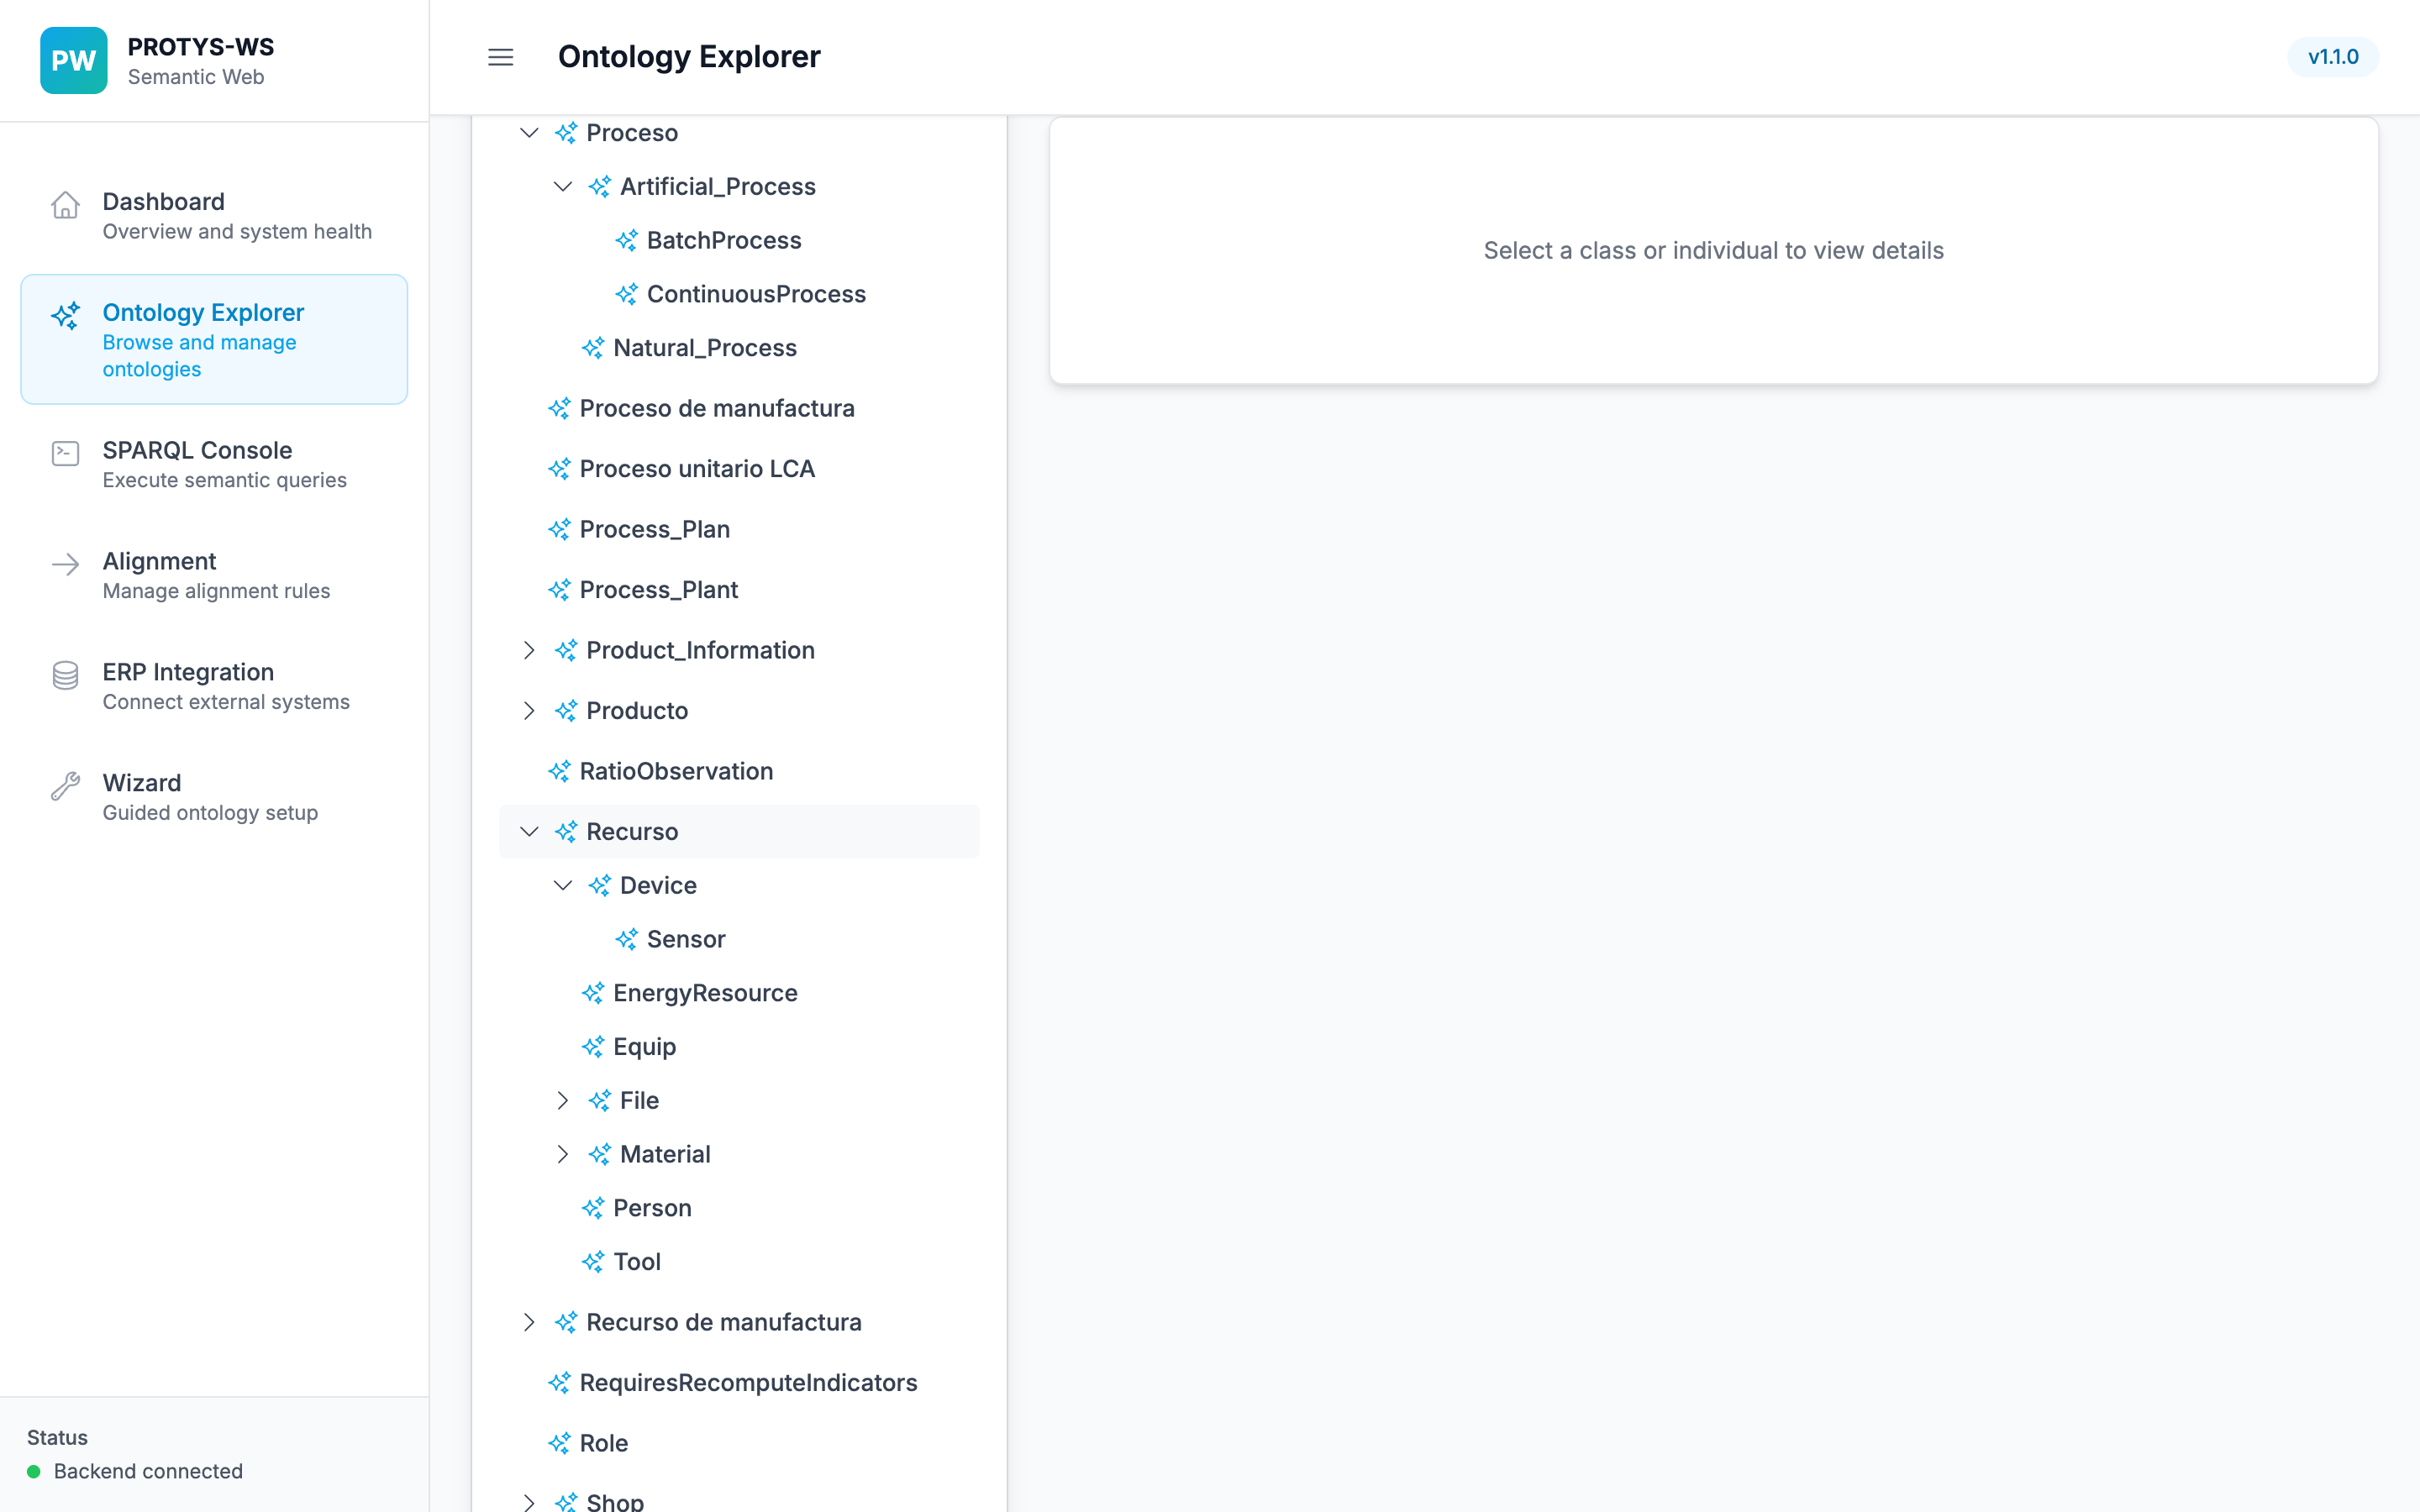 PW
PROTYS-WS
Semantic Web
Ontology Explorer
v1.1.0
Dashboard
Overview and system health
Ontology Explorer
Browse and manage
ontologies
SPARQL Console
Execute semantic queries
Alignment
Manage alignment rules
ERP Integration
Connect external systems
Wizard
Guided ontology setup
Status
Backend connected
Proceso
Artificial_Process
BatchProcess
ContinuousProcess
Natural_Process
Proceso de manufactura
Proceso unitario LCA
Process_Plan
Process_Plant
Product_Information
Producto
RatioObservation
Recurso
Device
Sensor
EnergyResource
Equip
File
Material
Person
Tool
Recurso de manufactura
RequiresRecomputeIndicators
Role
Shop
Select a class or individual to view details